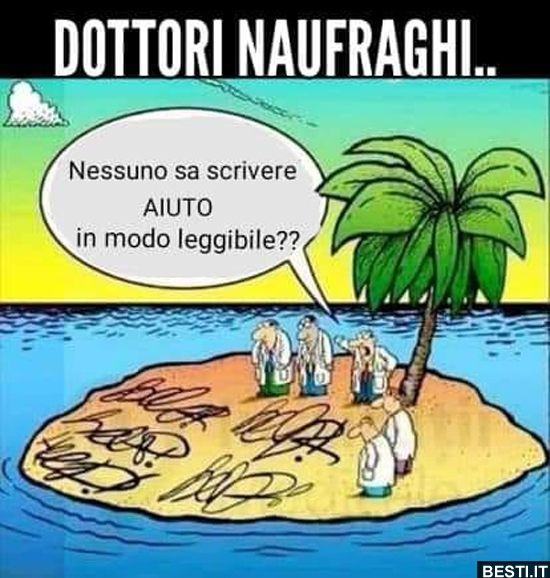 DOTTORI NAUFRAGHI..
Nessuno sa scrivere
AIUTO
in modo leggibile??
BESTI.IT